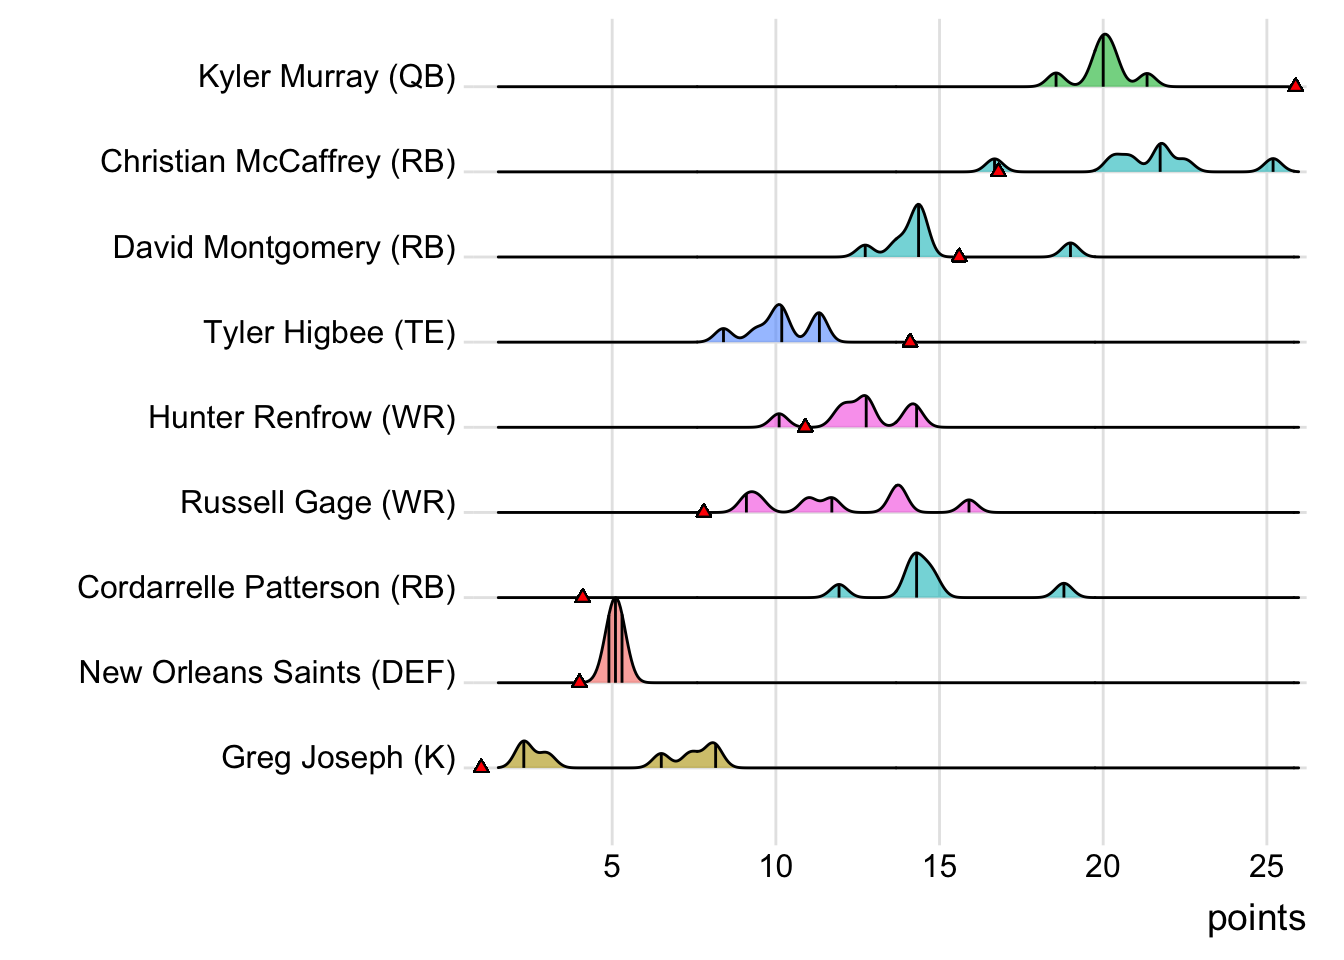 Kyler Murray (QB)
Christian McCaffrey (RB)
David Montgomery (RB)
Tyler Higbee (TE)
Hunter Renfrow (WR)
Russell Gage (WR)
Cordarrelle Patterson (RB)
New Orleans Saints (DEF)
Greg Joseph (K)
5 10 15 20 25
points